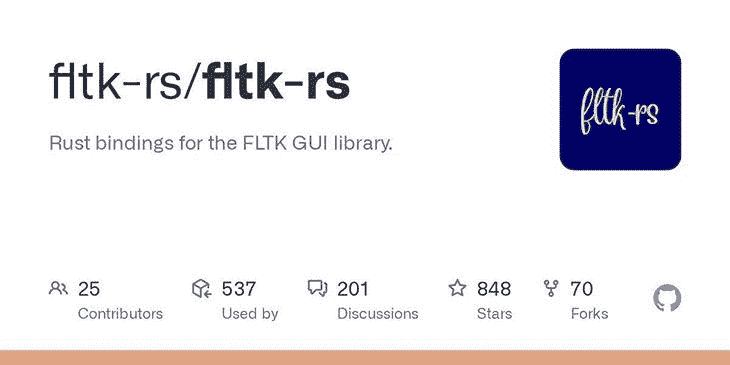 fltk-rs/fltk-rs
fltk-rs
Rust bindings for the FLTK GUI library.
25
Contributors
537
Used by
201
Discussions
848
Stars
70
Forks